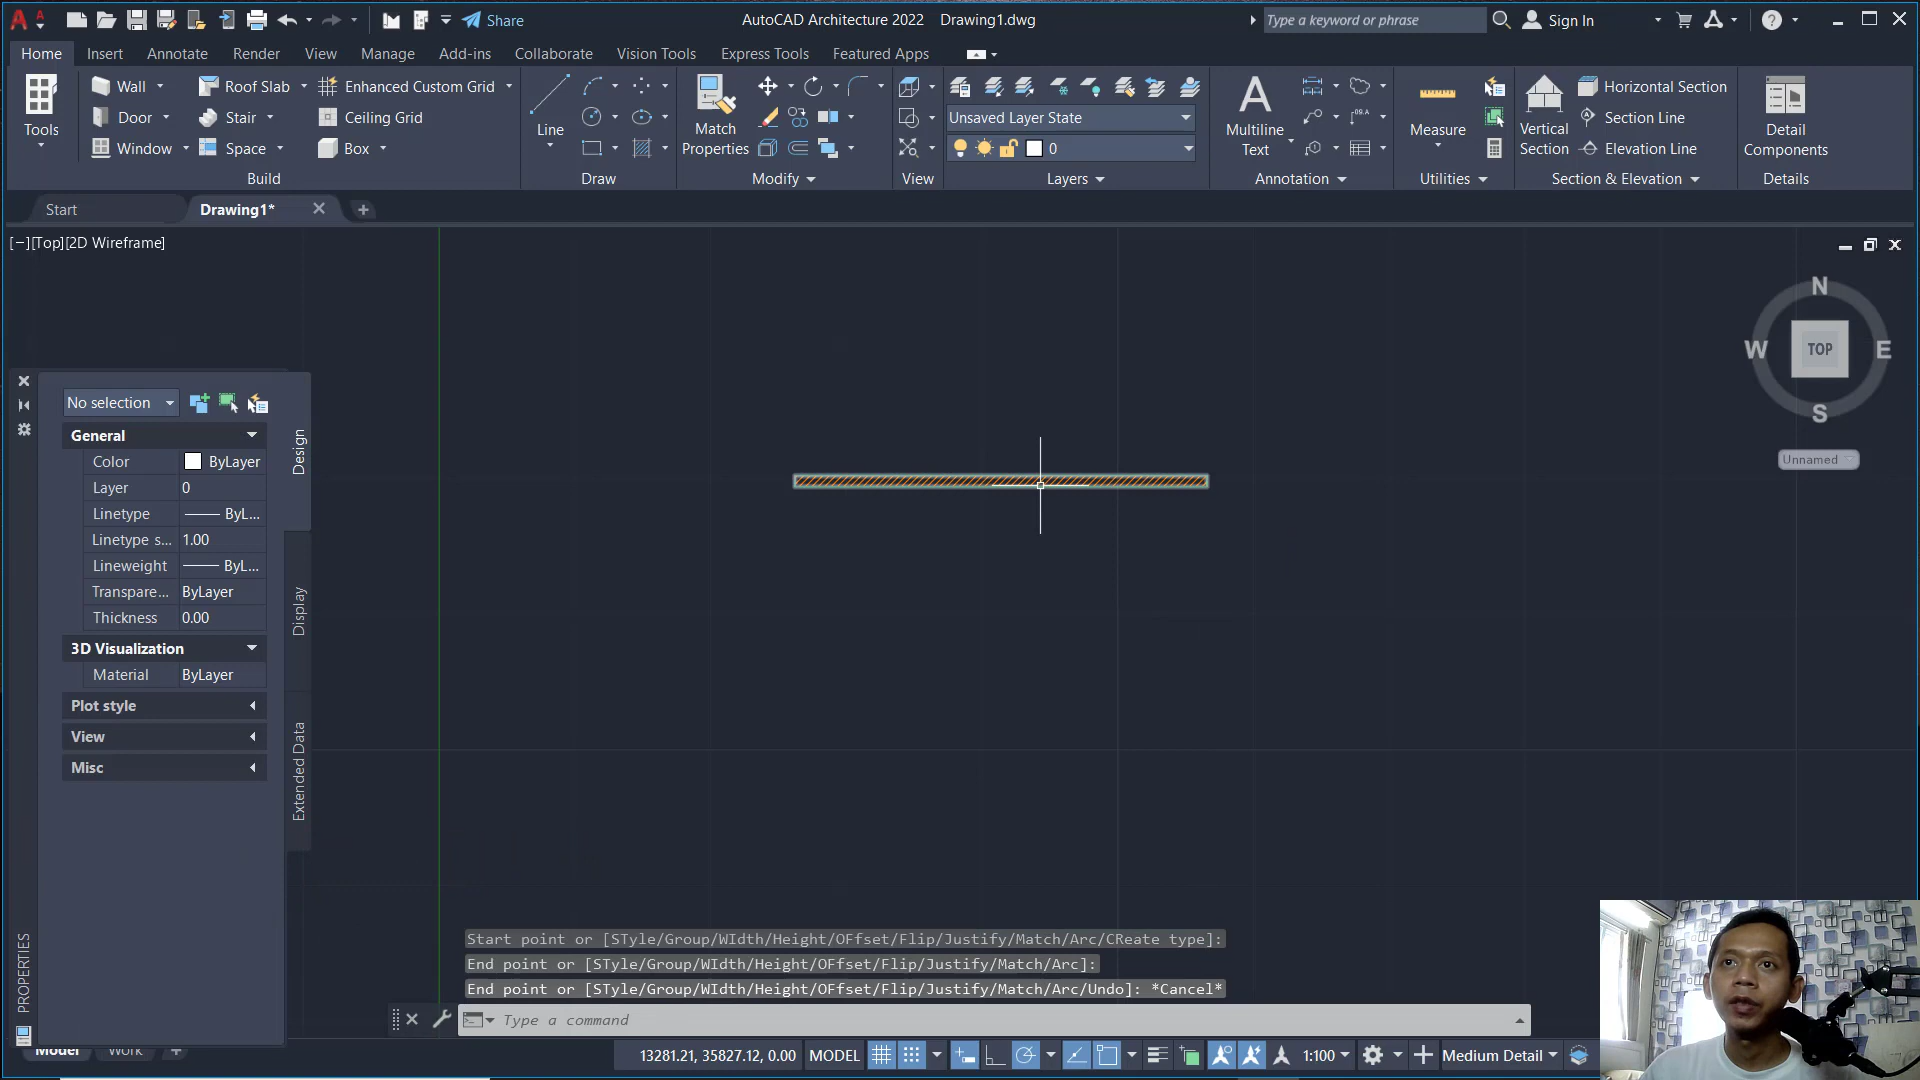 Share
AutoCAD Architecture 2022 Drawing1.dwg
Type a keyword or phrase
Sign In
Home Insert Annotate Render View Manage Add-ins Collaborate Vision Tools Express Tools Featured Apps
Tools
Wall
Door
Window
Roof Slab
Stair
Space
Enhanced Custom Grid
Ceiling Grid
Box
Build
Line
Draw
Match
Properties
Modify
View
Unsaved Layer State
0
Layers
Multiline
Text
Annotation
Measure
Utilities
Vertical
Section
Horizontal Section
Section Line
Elevation Line
Section & Elevation
Detail
Components
Details
Start
Drawing1*
[−][Top][2D Wireframe]
N
W
TOP
E
S
Unnamed
No selection
General
Color ByLayer
Layer 0
Linetype ByL...
Linetype s... 1.00
Lineweight ByL...
Transpare... ByLayer
Thickness 0.00
3D Visualization
Material ByLayer
Plot style
View
Misc
Design
Display
Extended Data
PROPERTIES
Start point or [STyle/Group/WIdth/Height/OFfset/Flip/Justify/Match/Arc/CReate type]:
End point or [STyle/Group/WIdth/Height/OFfset/Flip/Justify/Match/Arc]:
End point or [STyle/Group/WIdth/Height/OFfset/Flip/Justify/Match/Arc/Undo]: *Cancel*
Type a command
Model Work
13281.21, 35827.12, 0.00 MODEL
1:100
Medium Detail